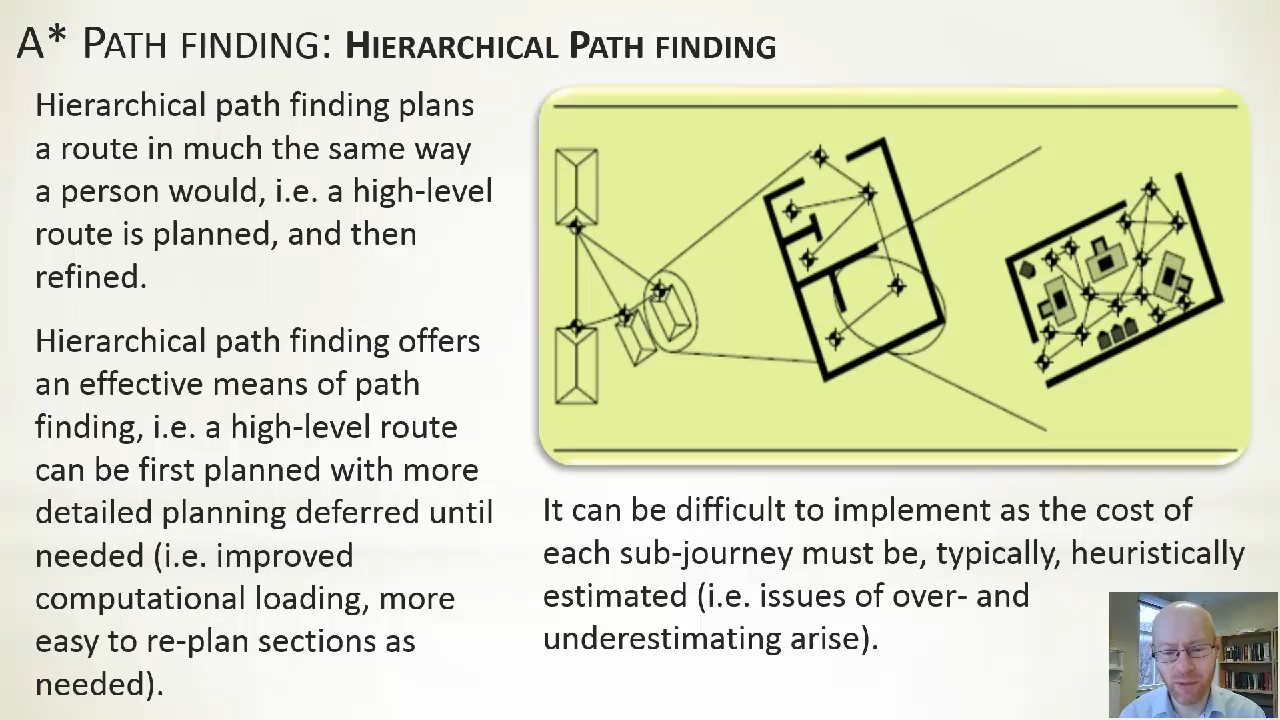 A* Path finding: Hierarchical Path finding
Hierarchical path finding plans
a route in much the same way
a person would, i.e. a high-level
route is planned, and then
refined.
Hierarchical path finding offers
an effective means of path
finding, i.e. a high-level route
can be first planned with more
detailed planning deferred until
needed (i.e. improved
computational loading, more
easy to re-plan sections as
needed).
It can be difficult to implement as the cost of
each sub-journey must be, typically, heuristically
estimated (i.e. issues of over- and
underestimating arise).